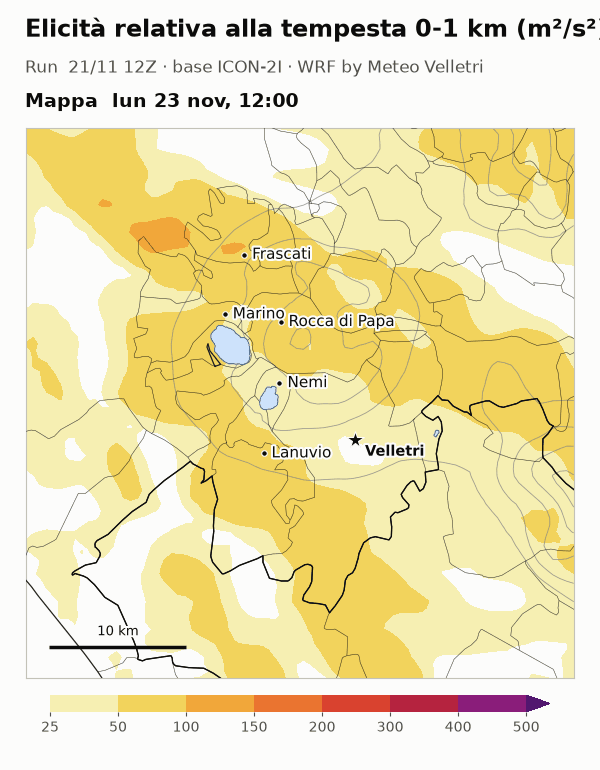 Elicità relativa alla tempesta 0-1 km (m²/s²)
Run 21/11 12Z · base ICON-2I · WRF by Meteo Velletri
Mappa lun 23 nov, 12:00
Frascati
Marino
Rocca di Papa
Nemi
Velletri
Lanuvio
10 km
25 50 100 150 200 300 400 500